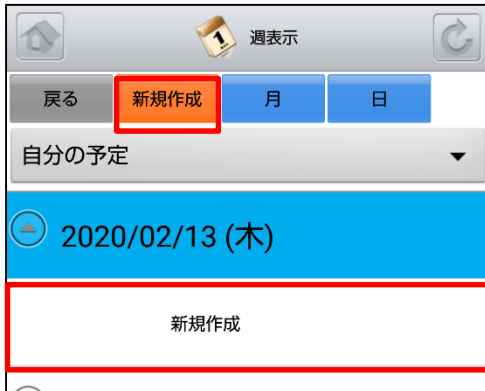 週表示
戻る 新規作成 月 日
自分の予定
2020/02/13 (木)
新規作成